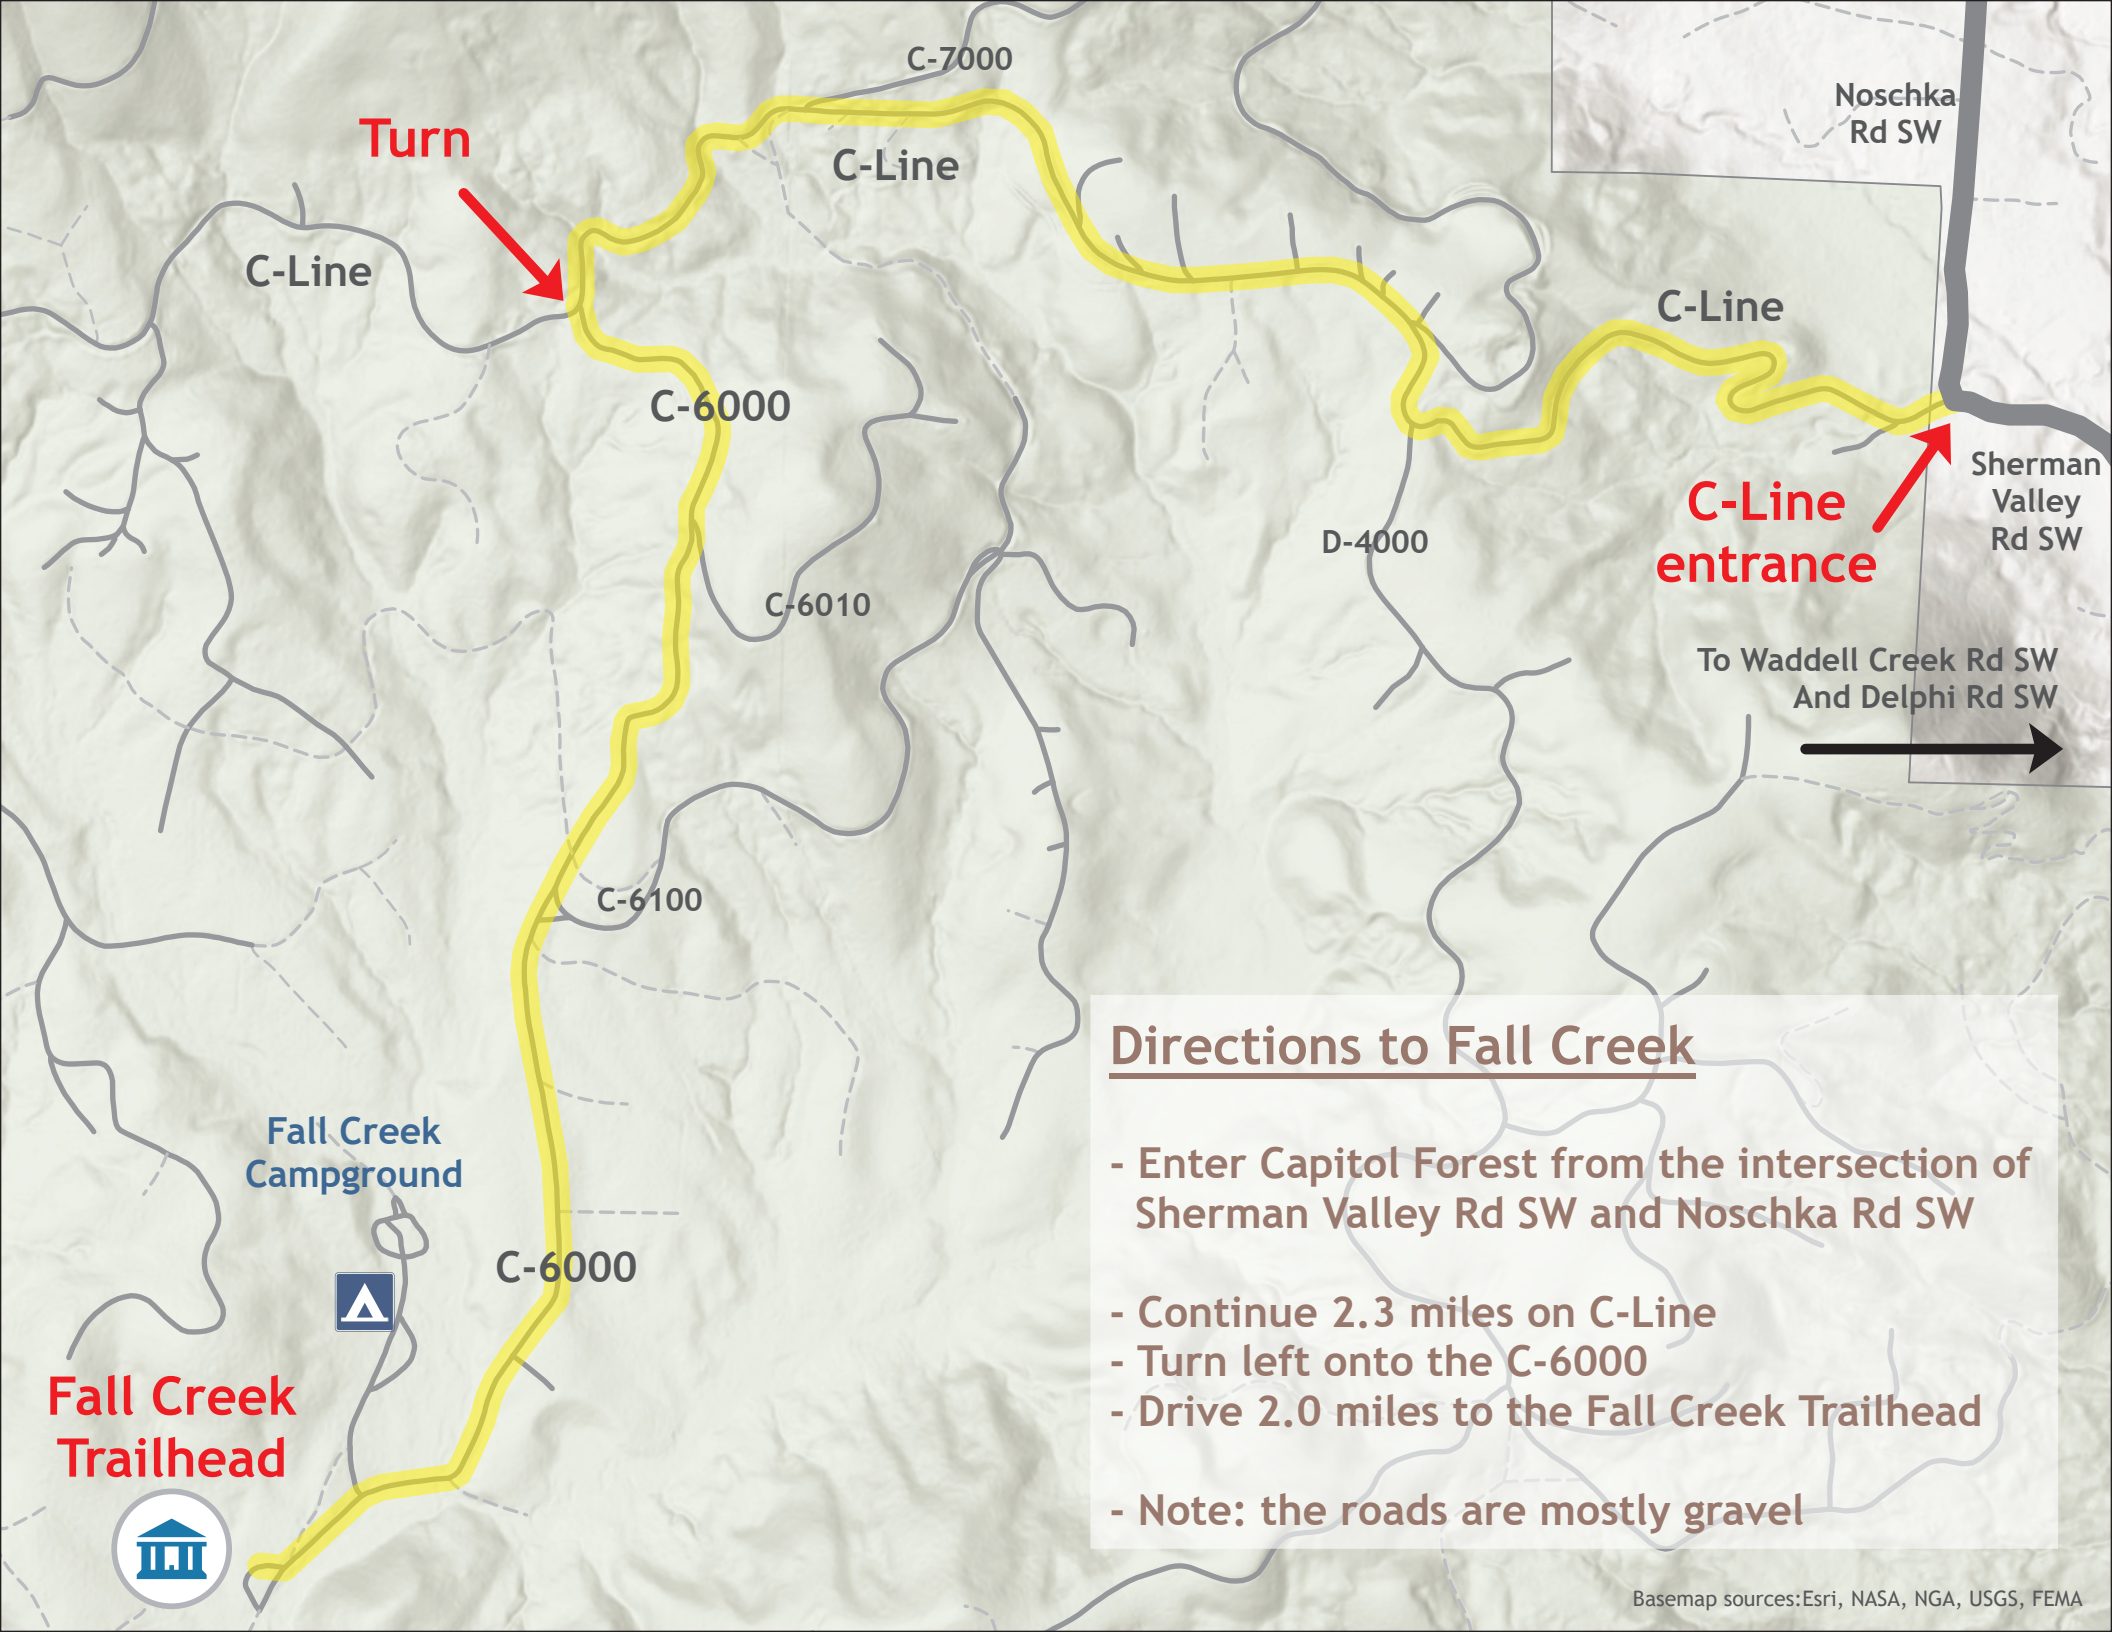 C-7000
Noschka
Rd SW
Turn
C-Line
C-Line
C-Line
C-6000
Sherman
Valley
Rd SW
C-Line
entrance
D-4000
C-6010
To Waddell Creek Rd SW
And Delphi Rd SW
C-6100
Directions to Fall Creek
- Enter Capitol Forest from the intersection of
Sherman Valley Rd SW and Noschka Rd SW
- Continue 2.3 miles on C-Line
- Turn left onto the C-6000
- Drive 2.0 miles to the Fall Creek Trailhead
- Note: the roads are mostly gravel
Fall Creek
Campground
C-6000
Fall Creek
Trailhead
Basemap sources:Esri, NASA, NGA, USGS, FEMA